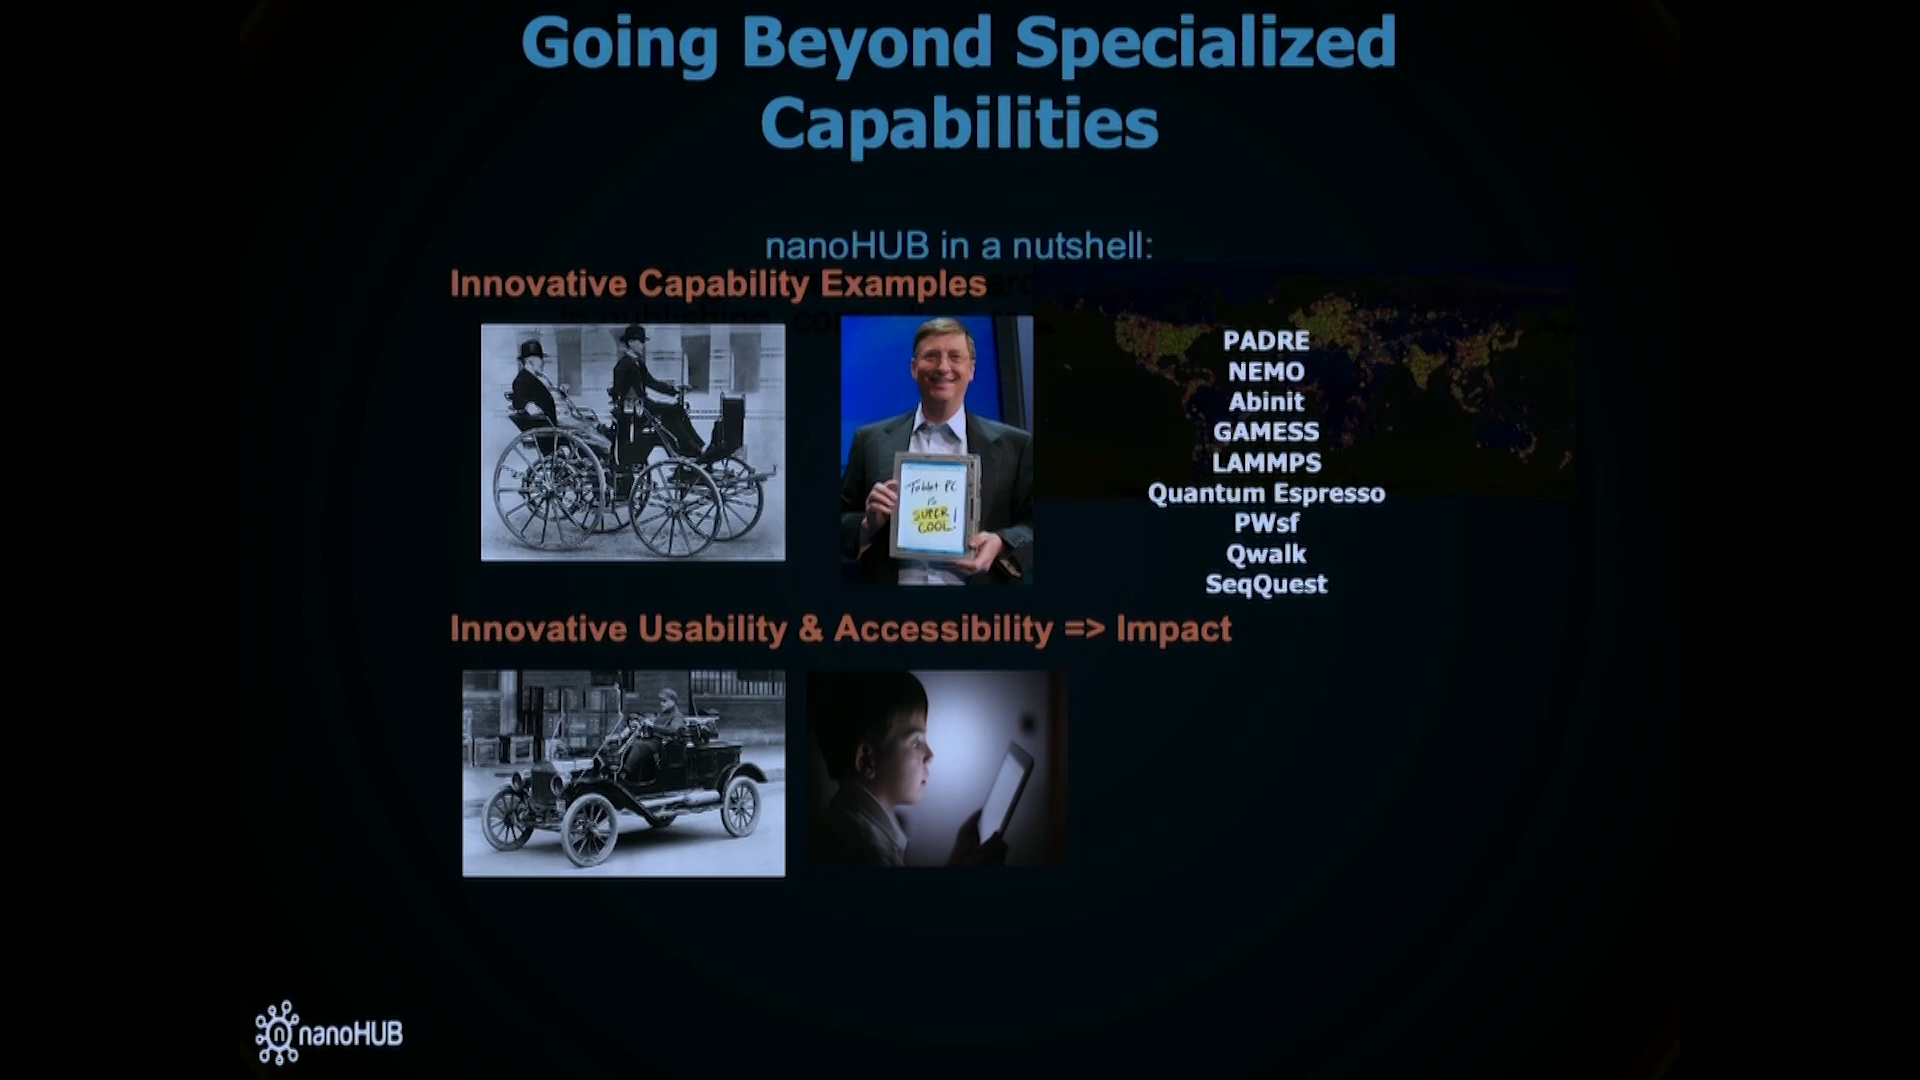 Going Beyond Specialized
Capabilities
nanoHUB in a nutshell:
Innovative Capability Examples
Tablet PC
is
SUPER
COOL!
PADRE
NEMO
Abinit
GAMESS
LAMMPS
Quantum Espresso
PWsf
Qwalk
SeqQuest
Innovative Usability & Accessibility => Impact
n nanoHUB